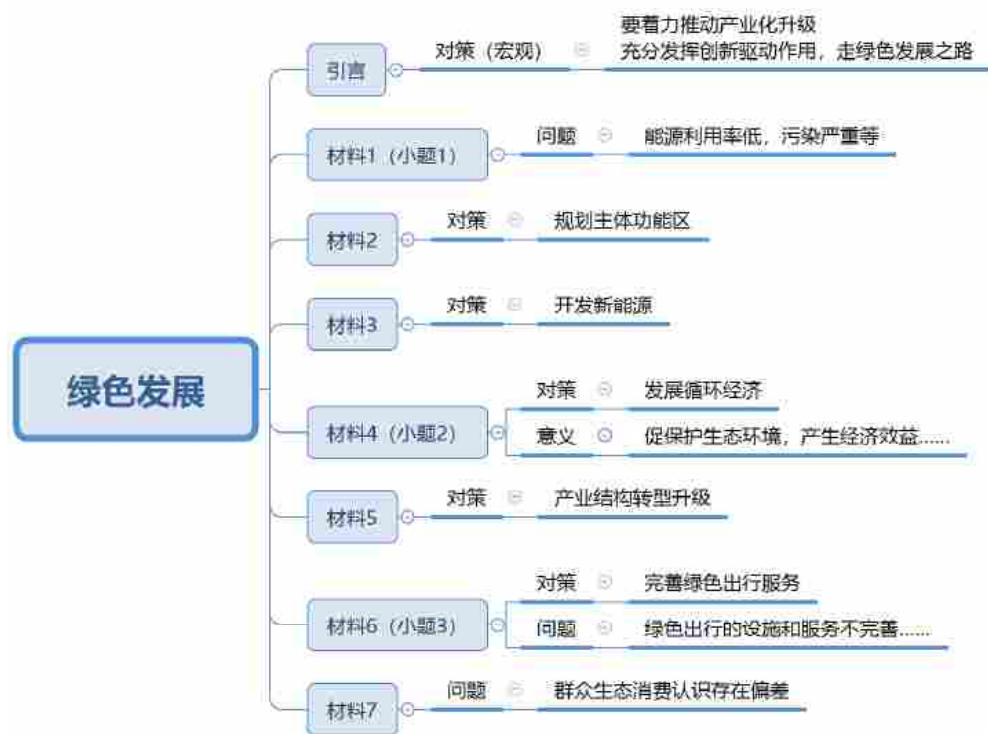 绿色发展
引言
对策（宏观）
要着力推动产业化升级
充分发挥创新驱动作用，走绿色发展之路
材料1（小题1）
问题
能源利用率低，污染严重等
材料2
对策
规划主体功能区
材料3
对策
开发新能源
材料4（小题2）
对策
发展循环经济
意义
促保护生态环境，产生经济效益......
材料5
对策
产业结构转型升级
材料6（小题3）
对策
完善绿色出行服务
问题
绿色出行的设施和服务不完善......
材料7
问题
群众生态消费认识存在偏差